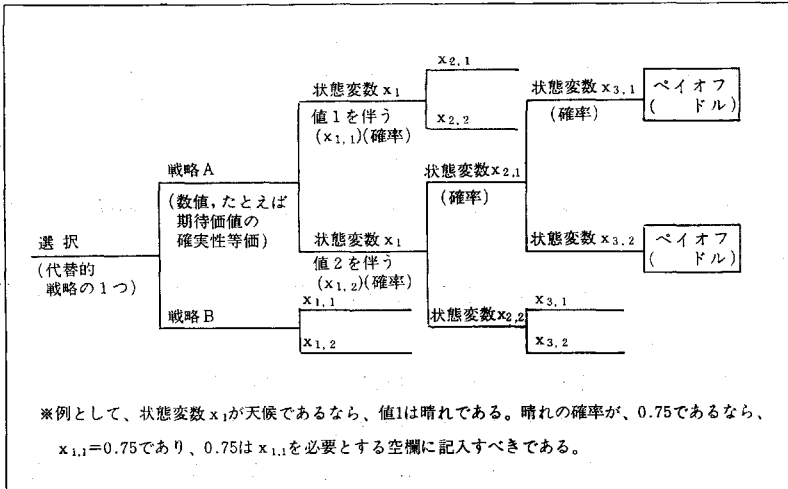 選択
(代替的
戦略の1つ)
戦略A
(数値,たとえば
期待価値の
確実性等価)
戦略B
状態変数 x₁
値1を伴う
(x₁,₁)(確率)
状態変数 x₁
値2を伴う
(x₁,₂)(確率)
x₁,₁
x₁,₂
x₂,₁
x₂,₂
状態変数x₂,₁
(確率)
状態変数x₂,₂
状態変数 x₃,₁
(確率)
状態変数 x₃,₂
x₃,₁
x₃,₂
ペイオフ
( ドル)
ペイオフ
( ドル)
※例として、状態変数 x₁が天候であるなら、値1は晴れである。晴れの確率が、0.75であるなら、
x₁,₁=0.75であり、0.75は x₁,₁を必要とする空欄に記入すべきである。